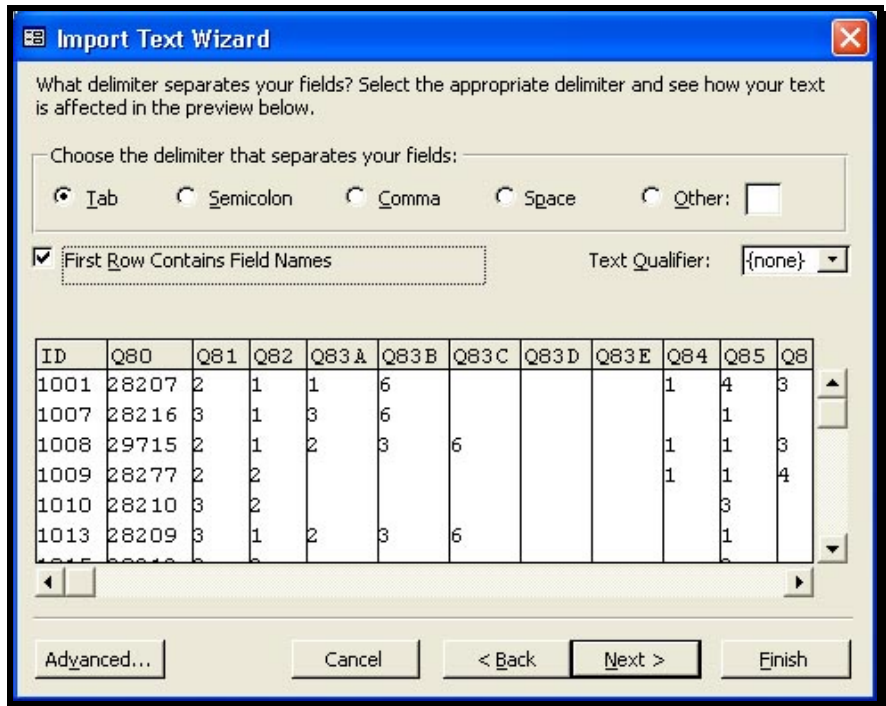 Import Text Wizard
What delimiter separates your fields? Select the appropriate delimiter and see how your text
is affected in the preview below.
Choose the delimiter that separates your fields:
Tab Semicolon Comma Space Other:
First Row Contains Field Names Text Qualifier: {none}
ID Q80 Q81 Q82 Q83A Q83B Q83C Q83D Q83E Q84 Q85 Q8
1001 28207 2 1 1 6 1 4 3
1007 28216 3 1 3 6 1
1008 29715 2 1 2 3 6 1 1 3
1009 28277 2 2 1 1 4
1010 28210 3 2 3
1013 28209 3 1 2 3 6 1
Advanced... Cancel < Back Next > Finish